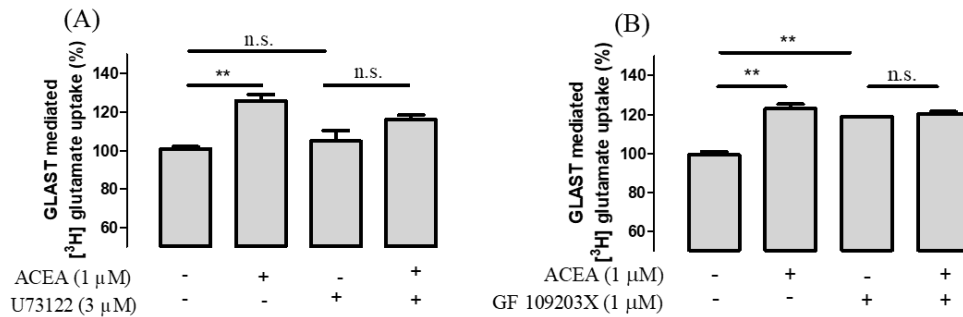 (A)
n.s.
**
n.s.
140
120
100
80
60
GLAST mediated
[³H] glutamate uptake (%)
ACEA (1 µM) - + - +
U73122 (3 µM) - - + +
(B)
**
**
n.s.
140
120
100
80
60
GLAST mediated
[³H] glutamate uptake (%)
ACEA (1 µM) - + - +
GF 109203X (1 µM) - - + +